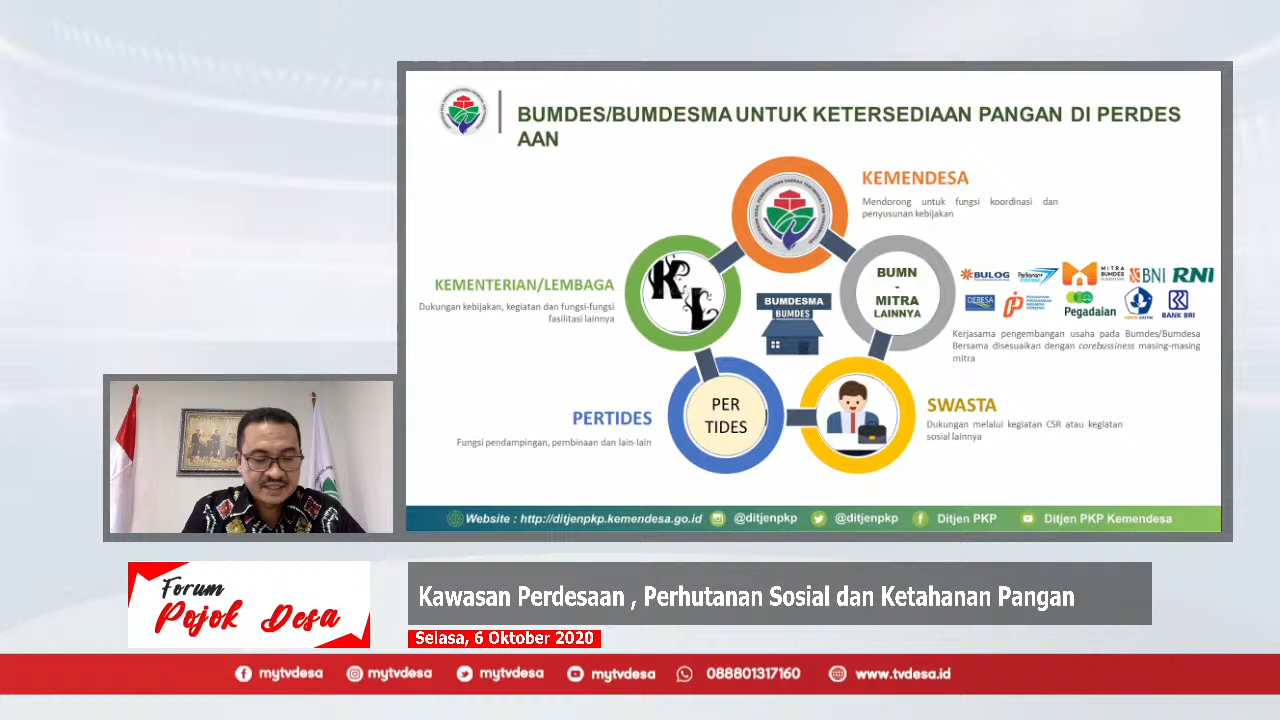 BUMDES/BUMDESMA UNTUK KETERSEDIAAN PANGAN DI PERDES
AAN
KEMENDESA
Mendorong untuk fungsi koordinasi dan
penyusunan kebijakan
KEMENTERIAN/LEMBAGA
Dukungan kebijakan, kegiatan dan fungsi-fungsi
fasilitasi lainnya
K
L
BUMDESMA
BUMDES
BUMN
-
MITRA
LAINNYA
BULOG
Perikanan
MITRA
BUMDES
BNI
RNI
Pegadaian
BANK BRI
Kerjasama pengembangan usaha pada Bumdes/Bumdesa
Bersama disesuaikan dengan corebussiness masing-masing
mitra
PERTIDES
Fungsi pendampingan, pembinaan dan lain-lain
PER
TIDES
SWASTA
Dukungan melalui kegiatan CSR atau kegiatan
sosial lainnya
Website : http://ditjenpkp.kemendesa.go.id @ditjenpkp @ditjenpkp Ditjen PKP Ditjen PKP Kemendesa
Forum
Pojok Desa
Kawasan Perdesaan , Perhutanan Sosial dan Ketahanan Pangan
Selasa, 6 Oktober 2020
mytvdesa mytvdesa mytvdesa mytvdesa 088801317160 www.tvdesa.id